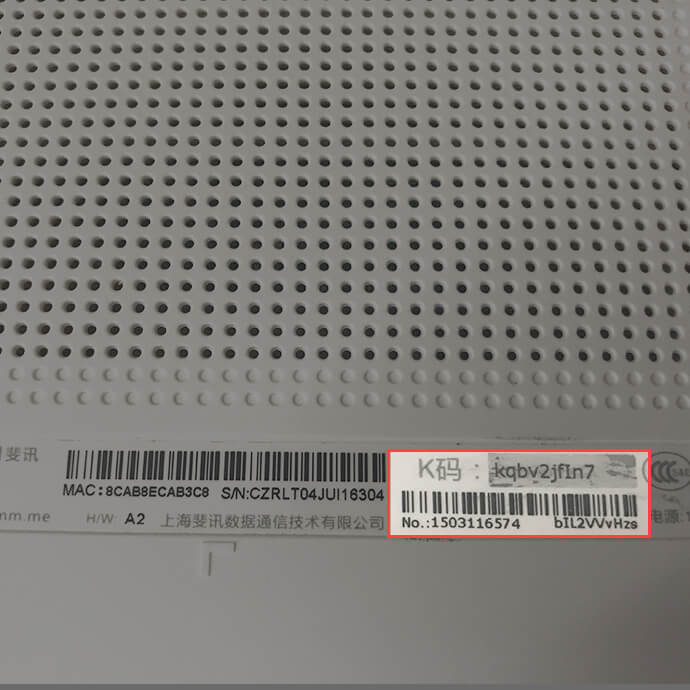 斐讯
MAC:8CAB8ECAB3C8 S/N:CZRLT04JUI16304
K码: kqbv2jfIn7
No.:1503116574 bIL2VVvHzs
mm.me H/W: A2 上海斐讯数据通信技术有限公司
电源: